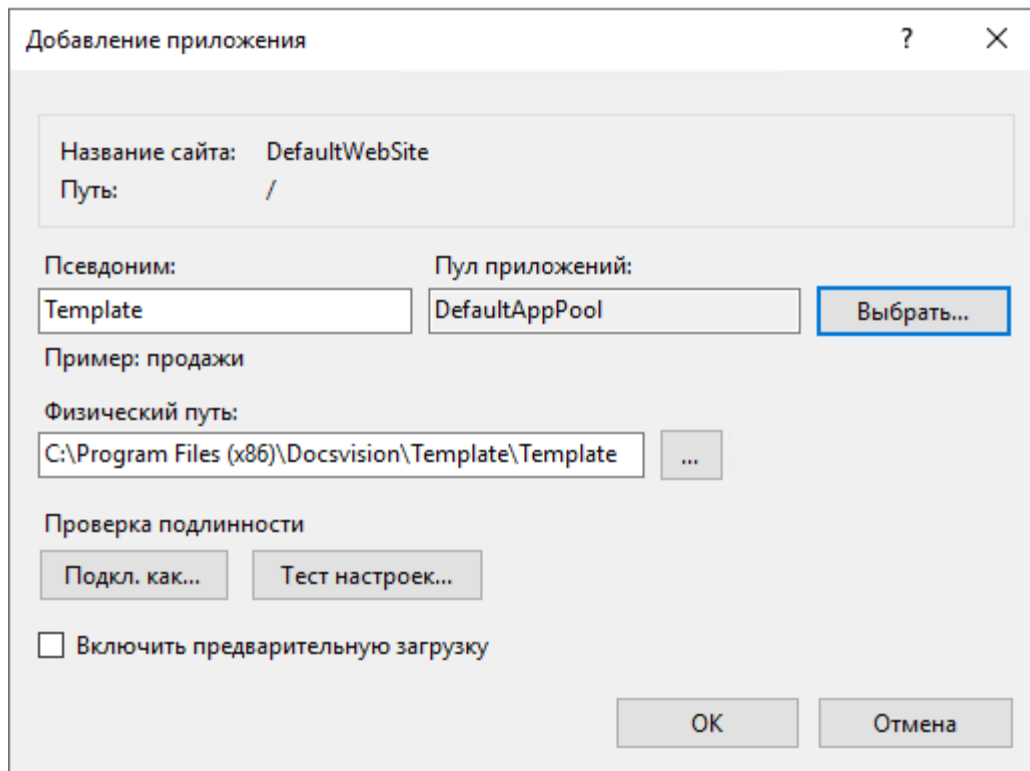 Добавление приложения ?
Название сайта: DefaultWebSite
Путь: /
Псевдоним: Пул приложений:
Template DefaultAppPool Выбрать...
Пример: продажи
Физический путь:
C:\Program Files (x86)\Docsvision\Template\Template ...
Проверка подлинности
Подкл. как... Тест настроек...
Включить предварительную загрузку
ОК Отмена